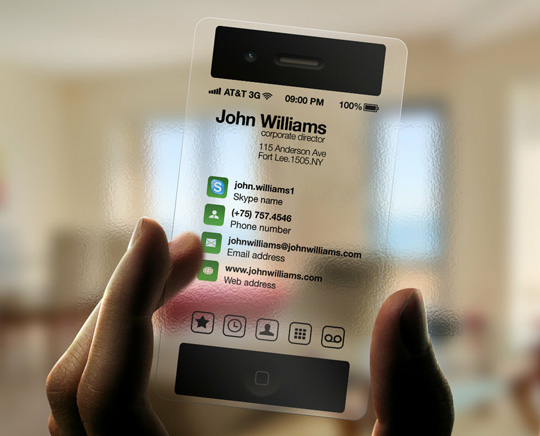 AT&T 3G 09:00 PM 100%
John Williams
corporate director
115 Anderson Ave
Fort Lee.1505.NY
john.williams1
Skype name
(+75) 757.4546
Phone number
johnwilliams@johnwilliams.com
Email address
www.johnwilliams.com
Web address